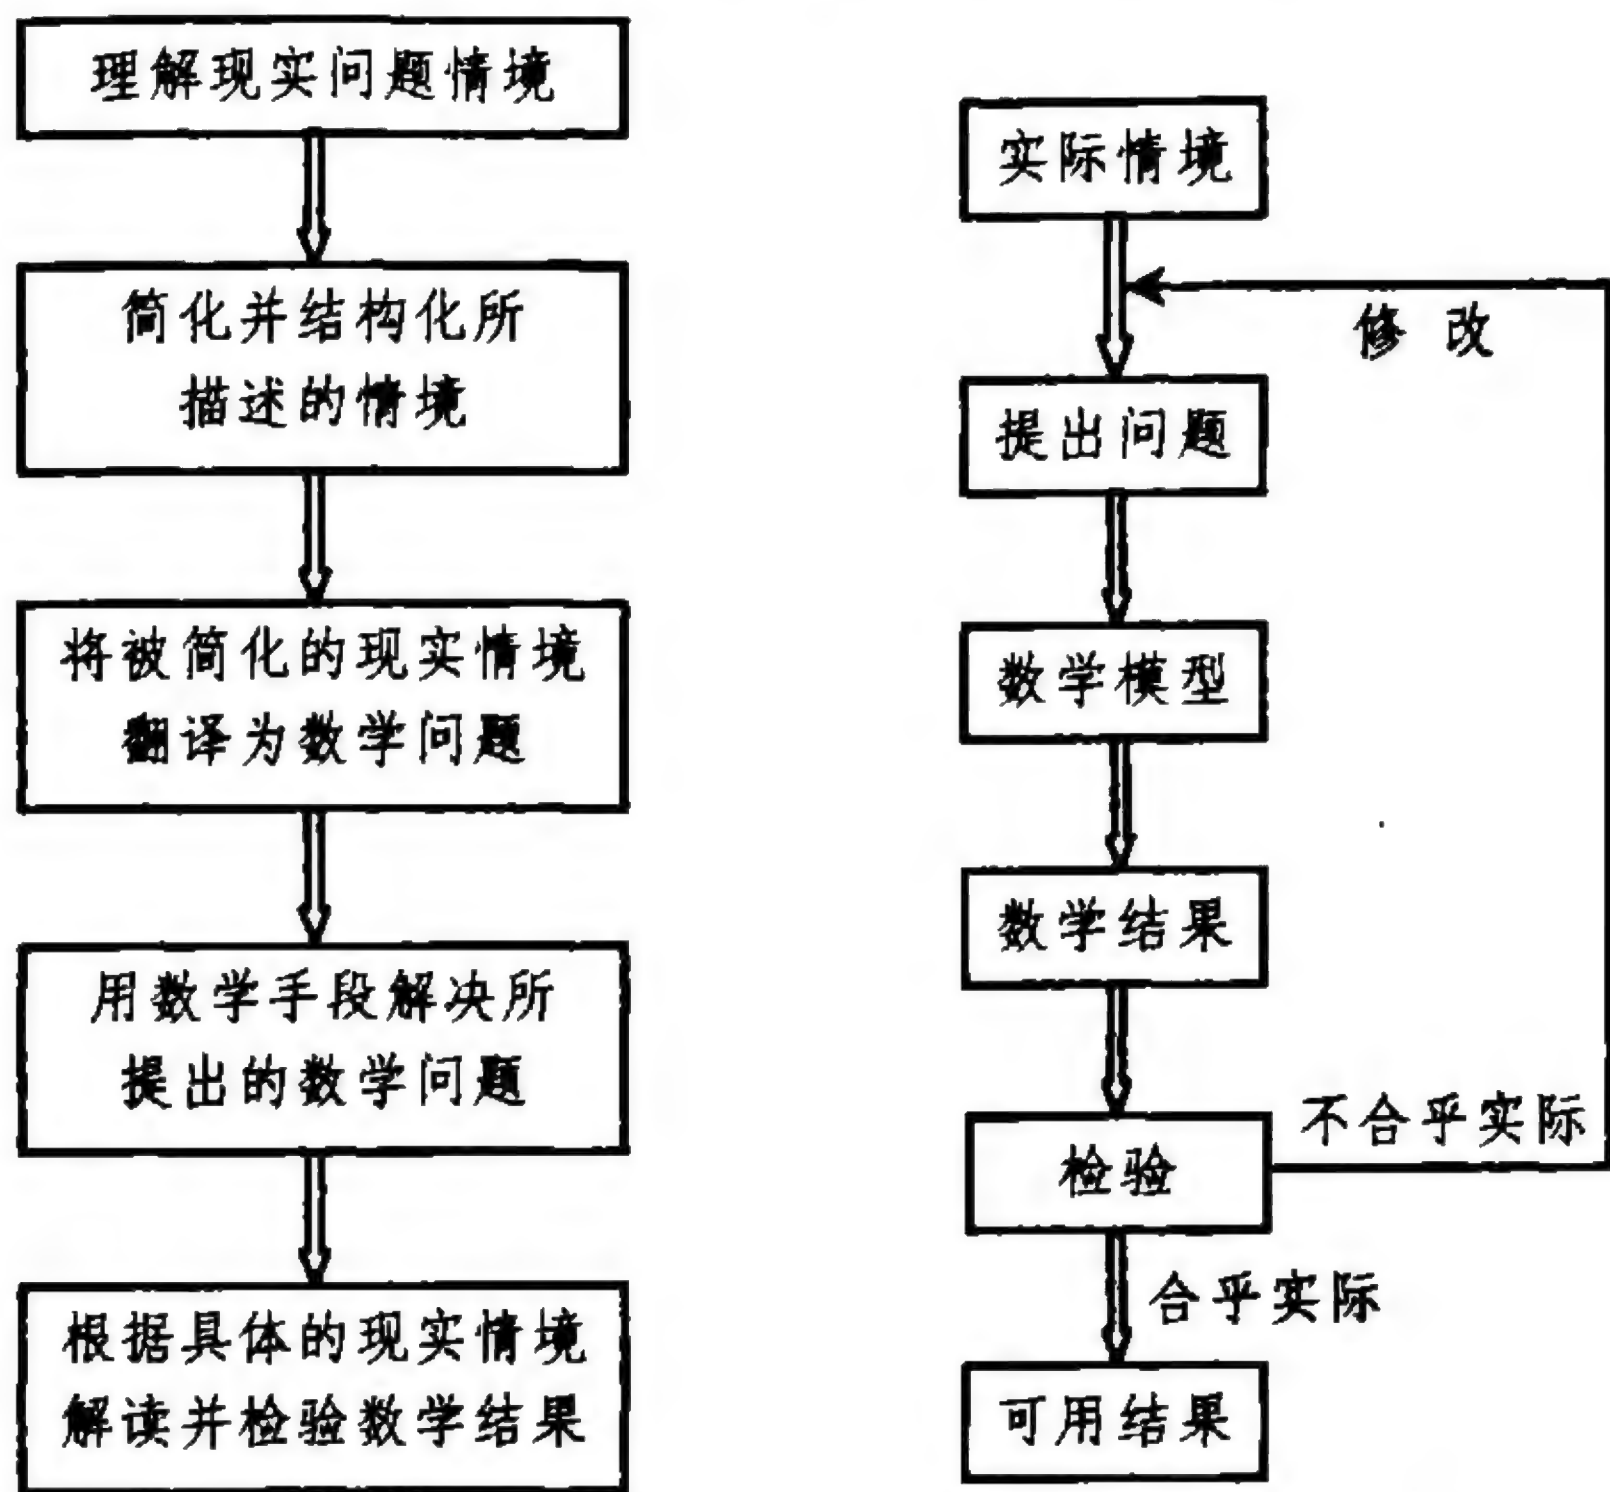 理解现实问题情境
简化并结构化所
描述的情境
将被简化的现实情境
翻译为数学问题
用数学手段解决所
提出的数学问题
根据具体的现实情境
解读并检验数学结果
实际情境
修改
提出问题
数学模型
数学结果
检验
不合乎实际
合乎实际
可用结果